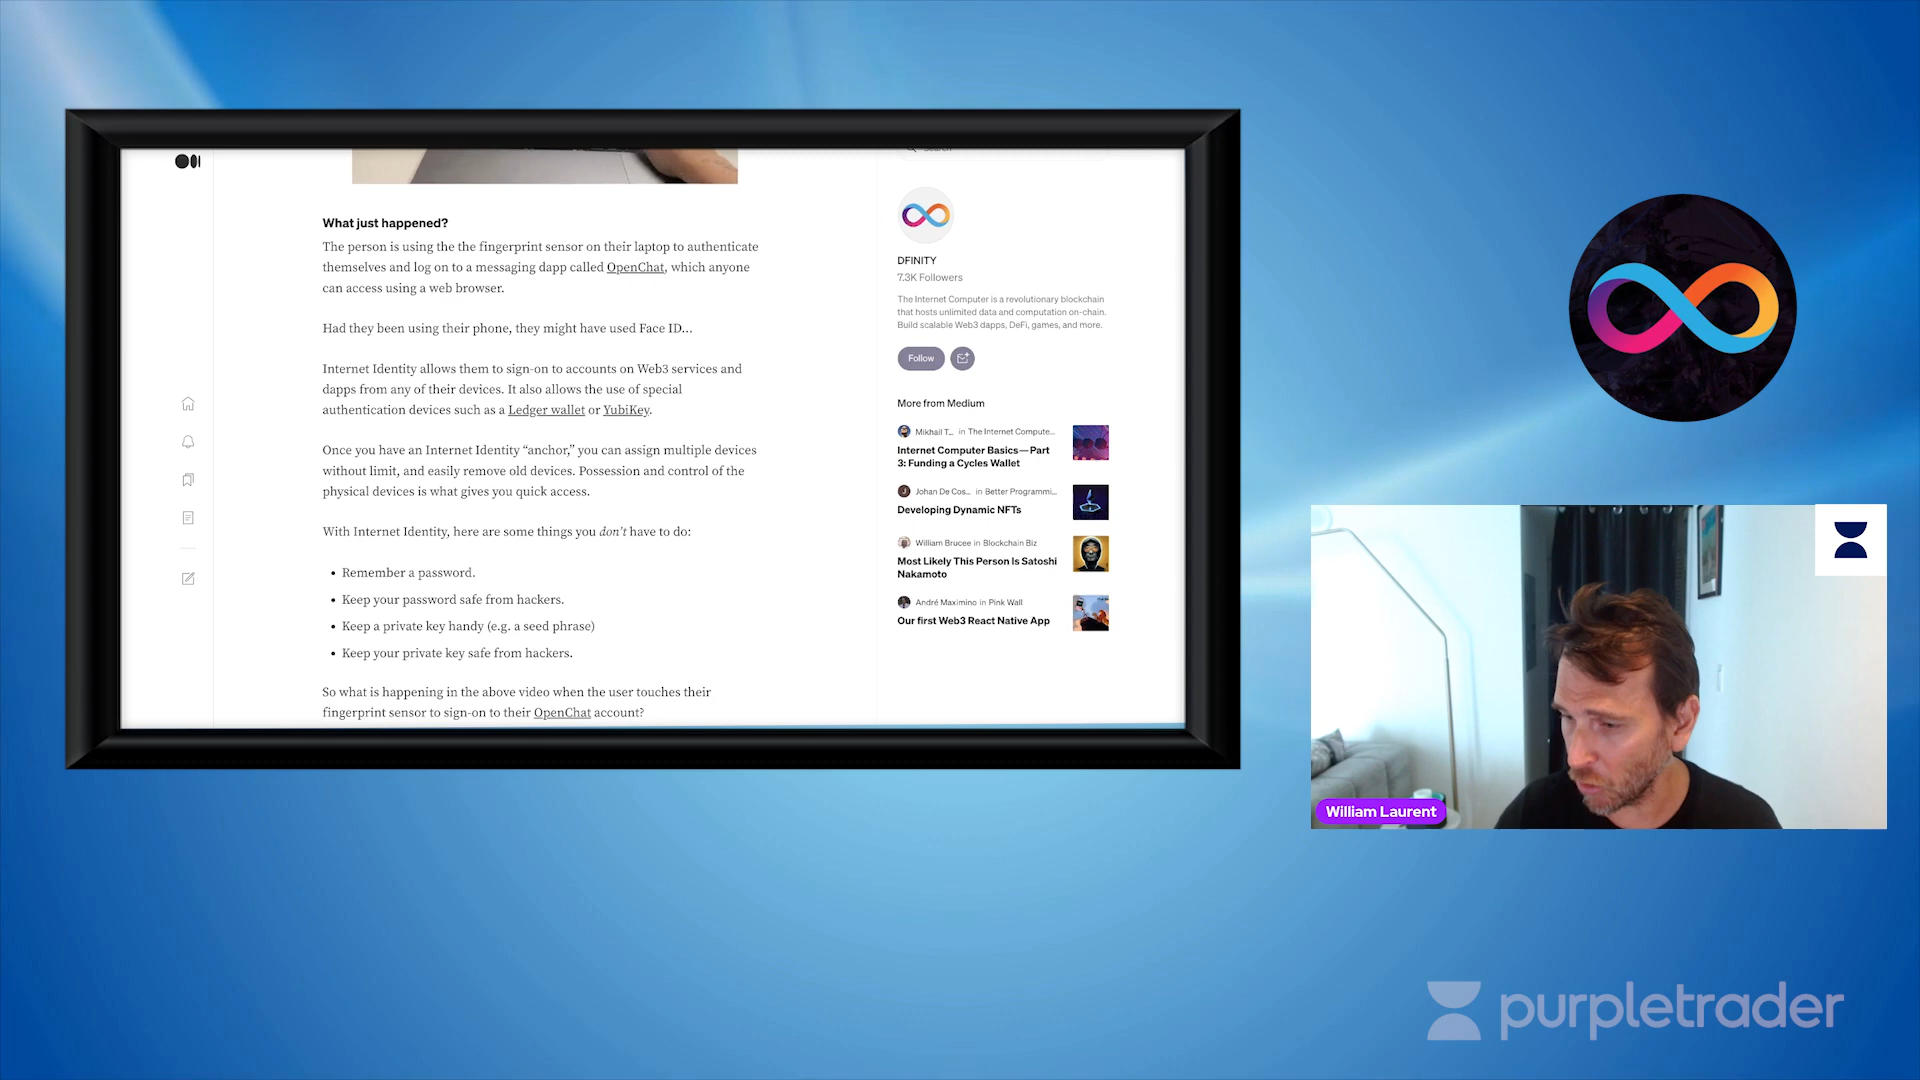 Search
What just happened?
The person is using the the fingerprint sensor on their laptop to authenticate
themselves and log on to a messaging dapp called OpenChat, which anyone
can access using a web browser.
Had they been using their phone, they might have used Face ID...
Internet Identity allows them to sign-on to accounts on Web3 services and
dapps from any of their devices. It also allows the use of special
authentication devices such as a Ledger wallet or YubiKey.
Once you have an Internet Identity “anchor,” you can assign multiple devices
without limit, and easily remove old devices. Possession and control of the
physical devices is what gives you quick access.
With Internet Identity, here are some things you don’t have to do:
• Remember a password.
• Keep your password safe from hackers.
• Keep a private key handy (e.g. a seed phrase)
• Keep your private key safe from hackers.
So what is happening in the above video when the user touches their
fingerprint sensor to sign-on to their OpenChat account?
DFINITY
7.3K Followers
The Internet Computer is a revolutionary blockchain
that hosts unlimited data and computation on-chain.
Build scalable Web3 dapps, DeFi, games, and more.
Follow
More from Medium
Mikhail T... in The Internet Compute...
Internet Computer Basics—Part
3: Funding a Cycles Wallet
Johan De Cos... in Better Programmi...
Developing Dynamic NFTs
William Brucee in Blockchain Biz
Most Likely This Person Is Satoshi
Nakamoto
André Maximino in Pink Wall
Our first Web3 React Native App
William Laurent
purpletrader